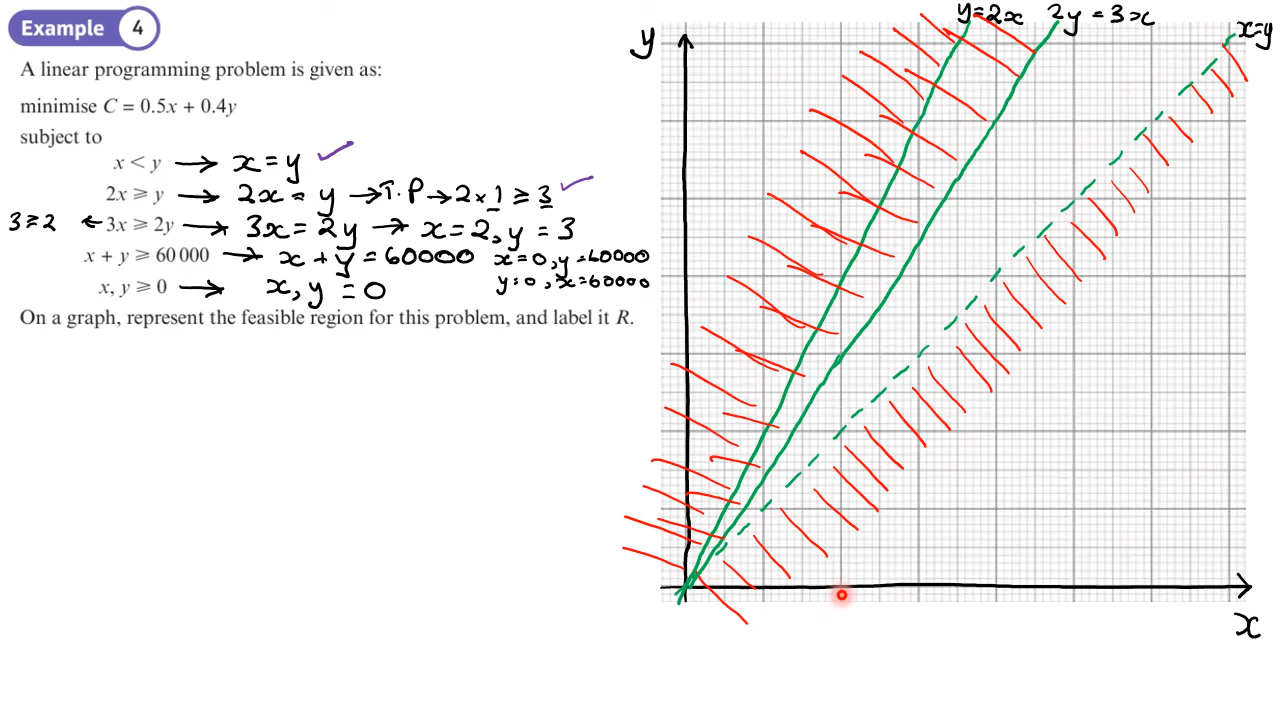 Example 4
A linear programming problem is given as:
minimise C = 0.5x + 0.4y
subject to
x < y → x = y ✓
2x ⩾ y → 2x = y → T.P → 2 × 1 ⩾ 3 ✓
3 ⩾ 2 ← 3x ⩾ 2y → 3x = 2y → x = 2, y = 3
x + y ⩾ 60 000 → x + y = 60000 x = 0, y = 60000
y = 0, x = 60000
x, y ⩾ 0 → x, y = 0
On a graph, represent the feasible region for this problem, and label it R.
y
y = 2x
2y = 3x
x = y
x